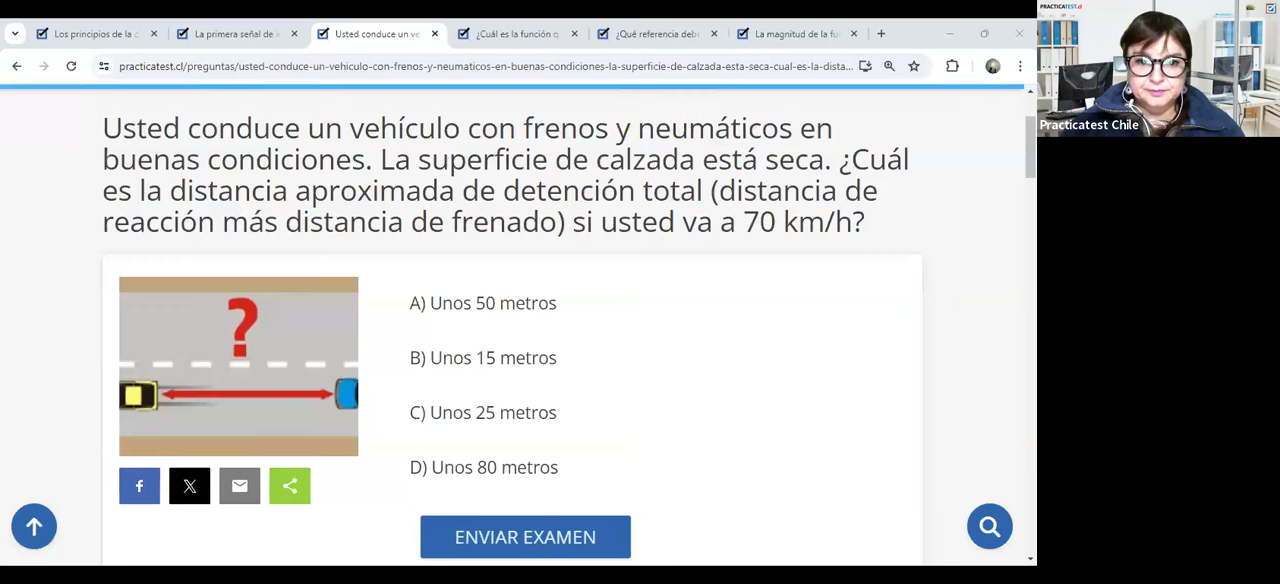 Los principios de la c
La primera señal de
Usted conduce un ve
¿Cuál es la función
¿Qué referencia deb
La magnitud de la fu
practicatest.cl/preguntas/usted-conduce-un-vehiculo-con-frenos-y-neumaticos-en-buenas-condiciones-la-superficie-de-calzada-esta-seca-cual-es-la-dista...
PRACTICATEST.cl
Practicatest Chile
Usted conduce un vehículo con frenos y neumáticos en
buenas condiciones. La superficie de calzada está seca. ¿Cuál
es la distancia aproximada de detención total (distancia de
reacción más distancia de frenado) si usted va a 70 km/h?
?
A) Unos 50 metros
B) Unos 15 metros
C) Unos 25 metros
D) Unos 80 metros
ENVIAR EXAMEN